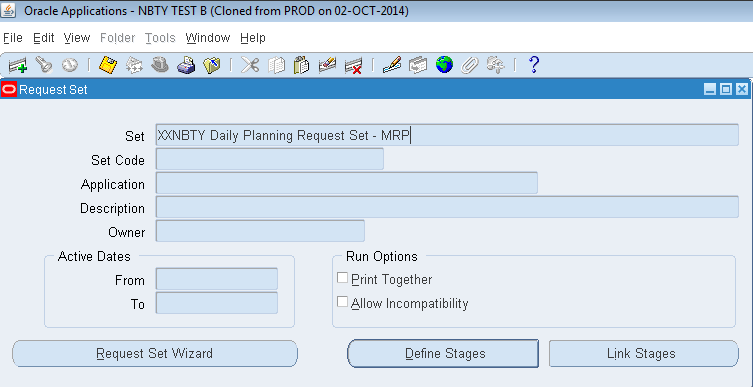 Oracle Applications - NBTY TEST B (Cloned from PROD on 02-OCT-2014)
File Edit View Folder Tools Window Help
?
Request Set
Set XXNBTY Daily Planning Request Set - MRP
Set Code
Application
Description
Owner
Active Dates Run Options
From Print Together
To Allow Incompatibility
Request Set Wizard Define Stages Link Stages